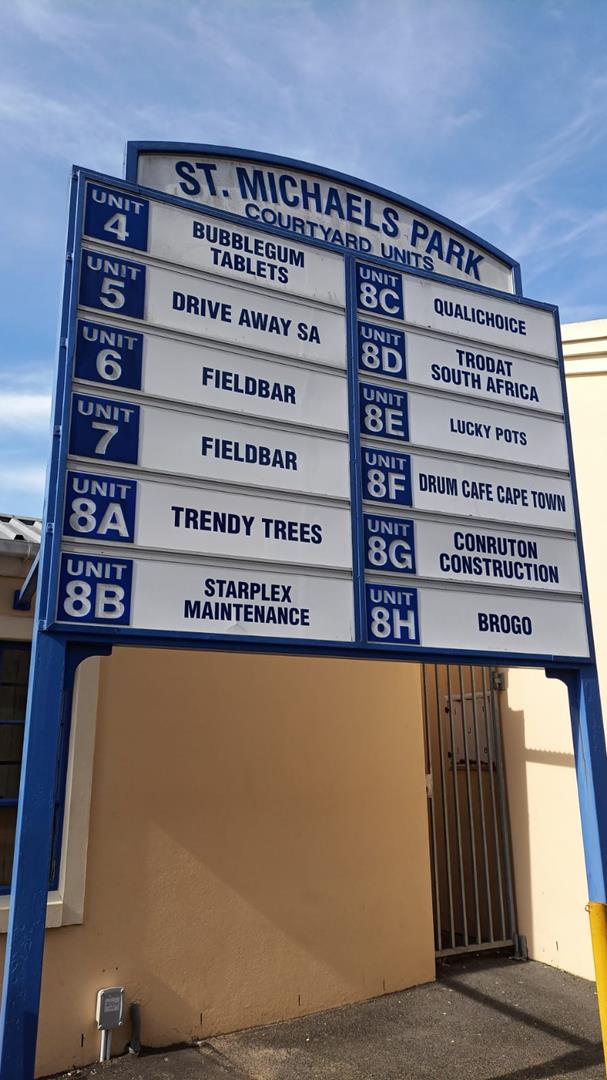 ST. MICHAELS PARK
COURTYARD UNITS
UNIT
4
BUBBLEGUM
TABLETS
UNIT
5
DRIVE AWAY SA
UNIT
6
FIELDBAR
UNIT
7
FIELDBAR
UNIT
8A
TRENDY TREES
UNIT
8B
STARPLEX
MAINTENANCE
UNIT
8C
QUALICHOICE
UNIT
8D
TRODAT
SOUTH AFRICA
UNIT
8E
LUCKY POTS
UNIT
8F
DRUM CAFE CAPE TOWN
UNIT
8G
CONRUTON
CONSTRUCTION
UNIT
8H
BROGO